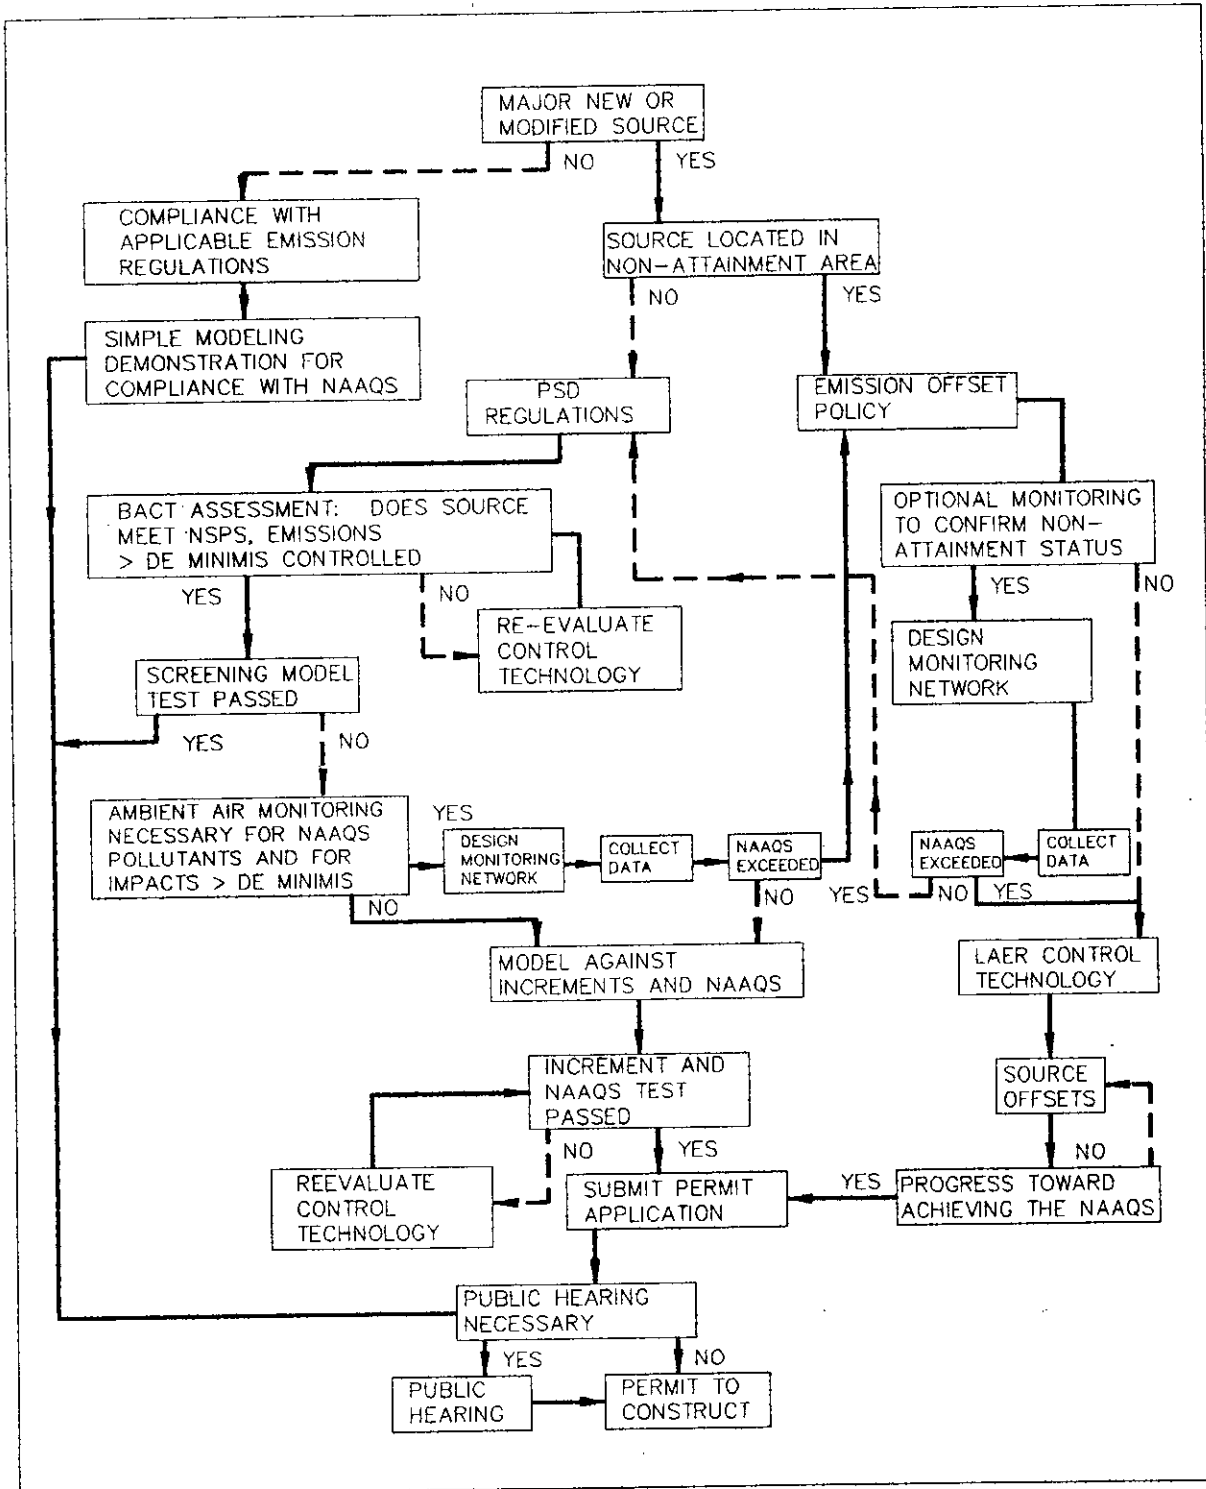 MAJOR NEW OR
MODIFIED SOURCE
NO
YES
COMPLIANCE WITH
APPLICABLE EMISSION
REGULATIONS
SOURCE LOCATED IN
NON-ATTAINMENT AREA
NO
YES
SIMPLE MODELING
DEMONSTRATION FOR
COMPLIANCE WITH NAAQS
PSD
REGULATIONS
EMISSION OFFSET
POLICY
BACT ASSESSMENT: DOES SOURCE
MEET NSPS, EMISSIONS
> DE MINIMIS CONTROLLED
OPTIONAL MONITORING
TO CONFIRM NON-
ATTAINMENT STATUS
YES
NO
YES
NO
RE-EVALUATE
CONTROL
TECHNOLOGY
DESIGN
MONITORING
NETWORK
SCREENING MODEL
TEST PASSED
YES
NO
AMBIENT AIR MONITORING
NECESSARY FOR NAAQS
POLLUTANTS AND FOR
IMPACTS > DE MINIMIS
YES
DESIGN
MONITORING
NETWORK
COLLECT
DATA
NAAQS
EXCEEDED
YES
NAAQS
EXCEEDED
COLLECT
DATA
NO
NO
NO
YES
MODEL AGAINST
INCREMENTS AND NAAQS
LAER CONTROL
TECHNOLOGY
INCREMENT AND
NAAQS TEST
PASSED
SOURCE
OFFSETS
NO
YES
NO
REEVALUATE
CONTROL
TECHNOLOGY
SUBMIT PERMIT
APPLICATION
YES
PROGRESS TOWARD
ACHIEVING THE NAAQS
PUBLIC HEARING
NECESSARY
YES
NO
PUBLIC
HEARING
PERMIT TO
CONSTRUCT